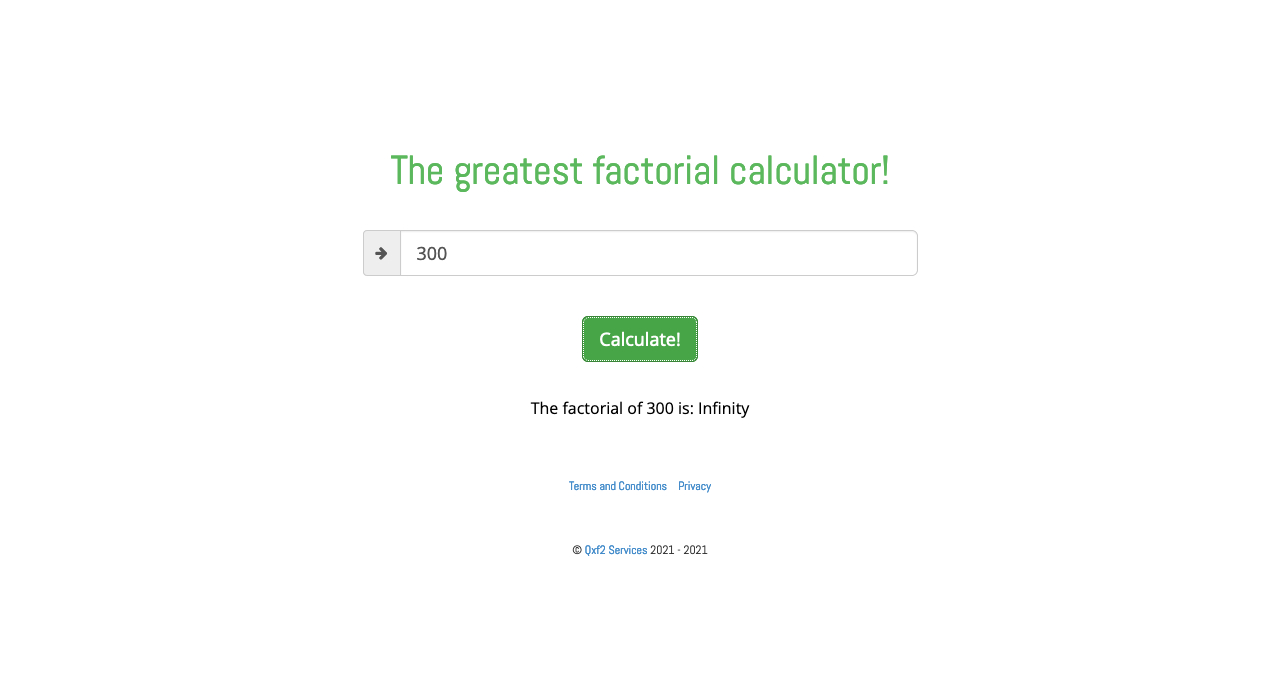 The greatest factorial calculator!
300
Calculate!
The factorial of 300 is: Infinity
Terms and Conditions Privacy
© Qxf2 Services 2021 - 2021